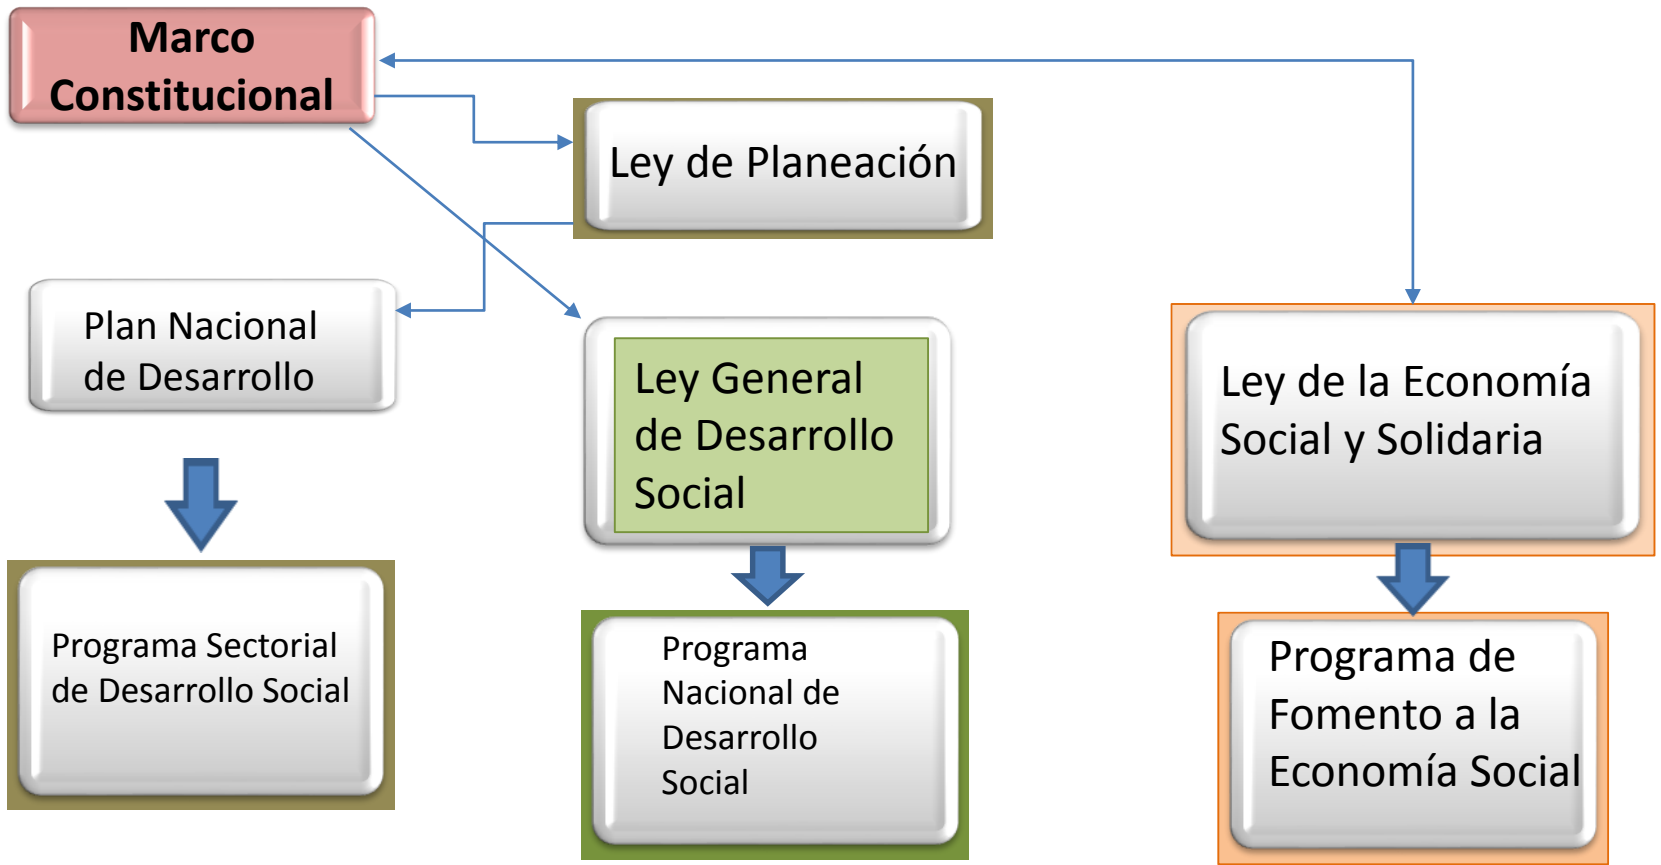 Marco
Constitucional
Ley de Planeación
Plan Nacional
de Desarrollo
Ley General
de Desarrollo
Social
Ley de la Economía
Social y Solidaria
Programa Sectorial
de Desarrollo Social
Programa
Nacional de
Desarrollo
Social
Programa de
Fomento a la
Economía Social